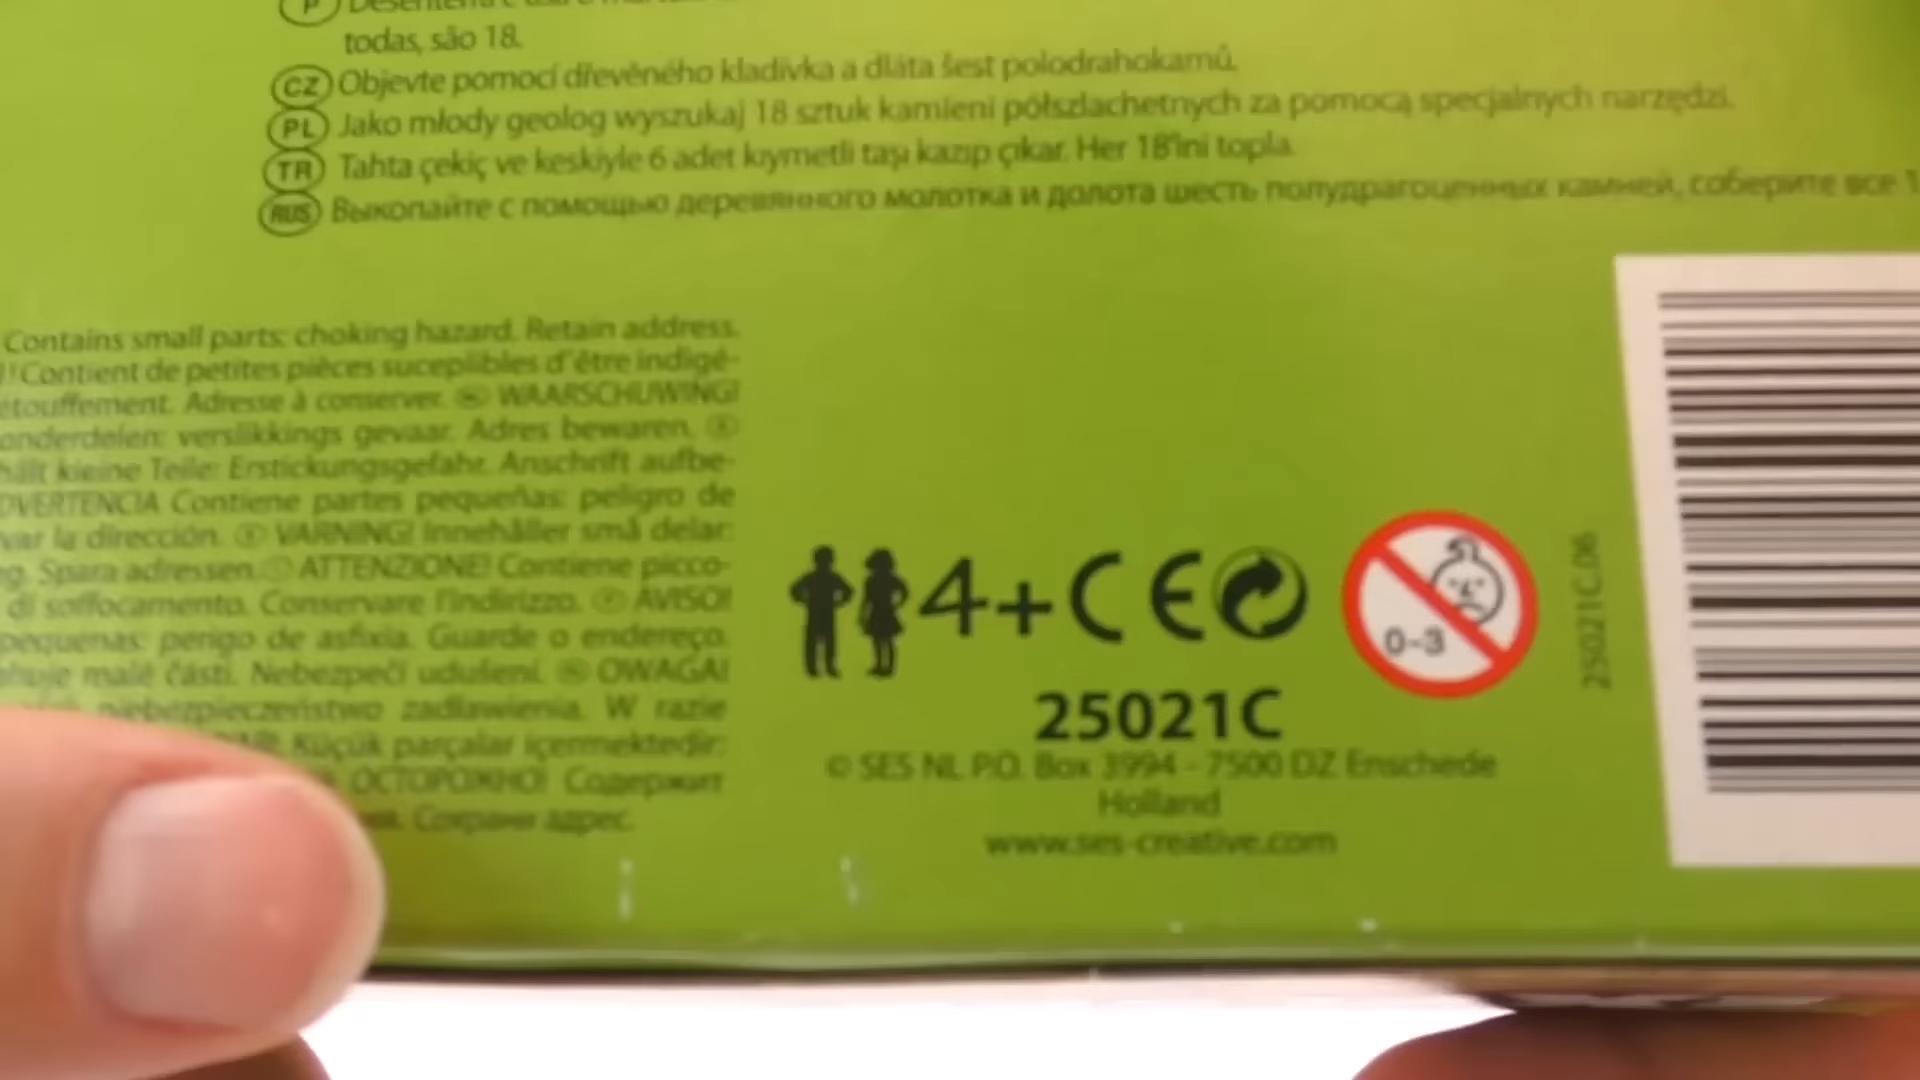 P
todas, são 18.
CZ Objevte pomocí dřevěného kladívka a dláta šest polodrahokamů.
PL Jako młody geolog wyszukaj 18 sztuk kamieni półszlachetnych za pomocą specjalnych narzędzi.
TR Tahta çekiç ve keskiyle 6 adet kıymetli taşı kazıp çıkar. Her 18'ini topla.
RUS Выкопайте с помощью деревянного молотка и долота шесть полудрагоценных камней, соберите все 1
Contains small parts: choking hazard. Retain address.
Contient de petites pièces suceplibles d'être indigé-
étouffement. Adresse à conserver. WAARSCHUWING!
onderdelen: verslikkings gevaar. Adres bewaren.
hält kleine Teile: Erstickungsgefahr. Anschrift aufbe-
DVERTENCIA Contiene partes pequeñas: peligro de
var la dirección. VARNING! Innehåller små delar:
g. Spara adressen. ATTENZIONE! Contiene picco-
di soffocamento. Conservare l'indirizzo. AVISO!
pequenas: perigo de asfixia. Guarde o endereço.
malé části. Nebezpečí udušení. OWAGA!
niebezpieczeństwo zadławienia. W razie
Küçük parçalar içermektedir:
ОСТОРОЖНО! Содержит
Сохрани адрес.
4+ CE
0-3
25021C
© SES NL P.O. Box 3994 - 7500 DZ Enschede
Holland
www.ses-creative.com
25021C.06